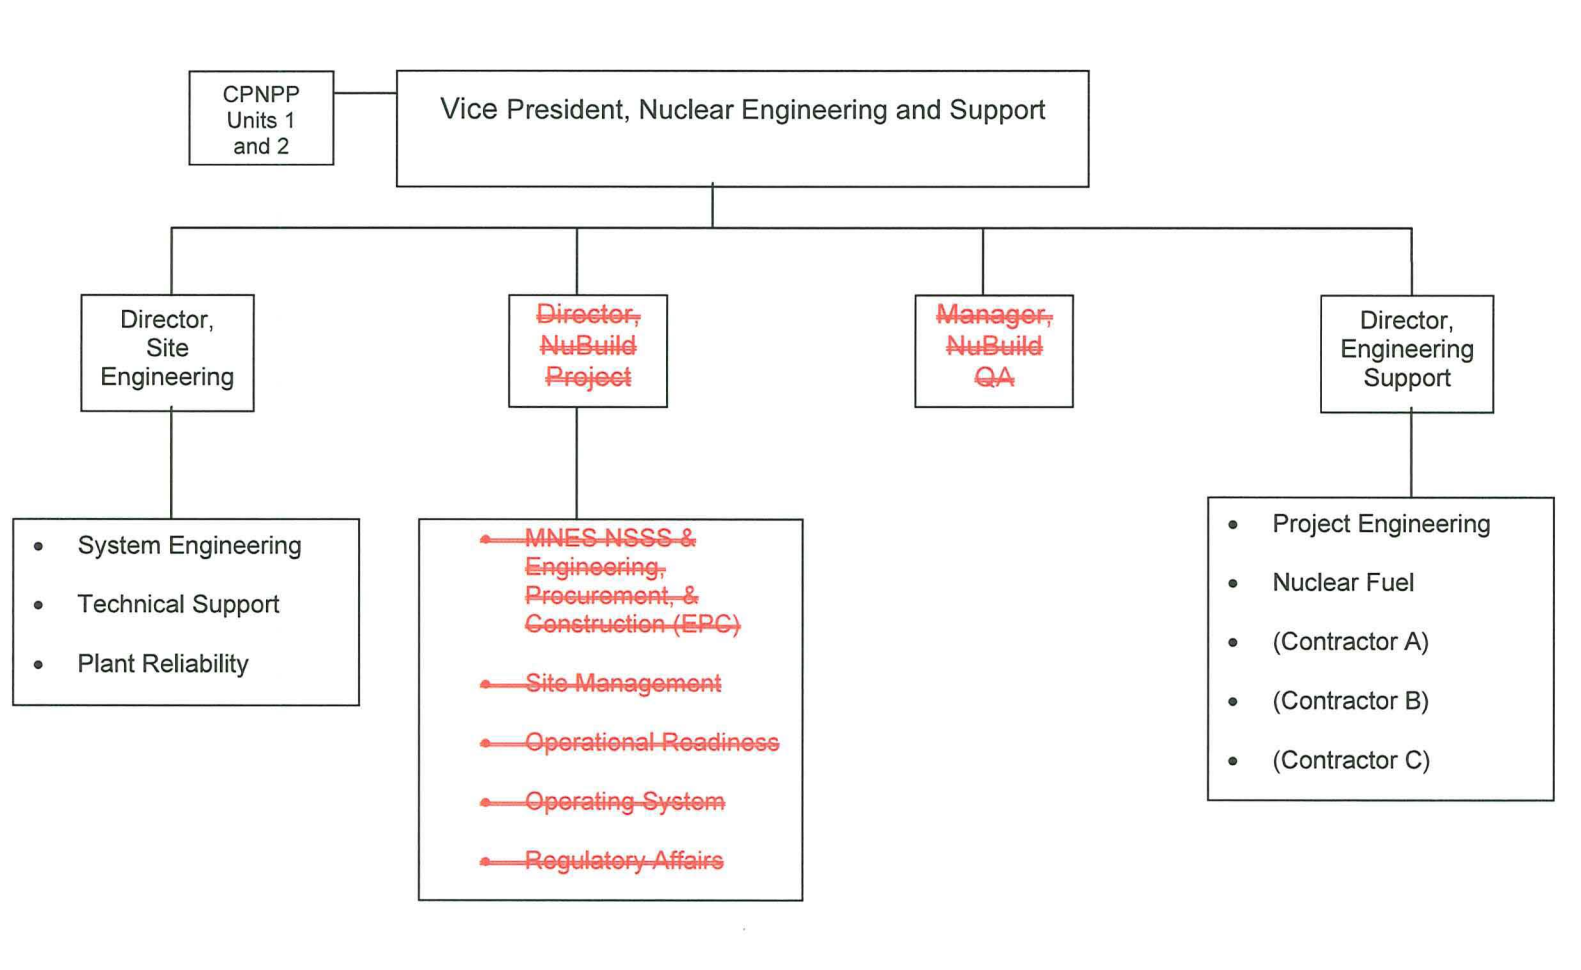 CPNPP
Units 1
and 2
Vice President, Nuclear Engineering and Support
Director,
Site
Engineering
Director,
NuBuild
Project
Manager,
NuBuild
QA
Director,
Engineering
Support
• System Engineering
• Technical Support
• Plant Reliability
• MNES NSSS &
Engineering,
Procurement, &
Construction (EPC)
• Site Management
• Operational Readiness
• Operating System
• Regulatory Affairs
• Project Engineering
• Nuclear Fuel
• (Contractor A)
• (Contractor B)
• (Contractor C)